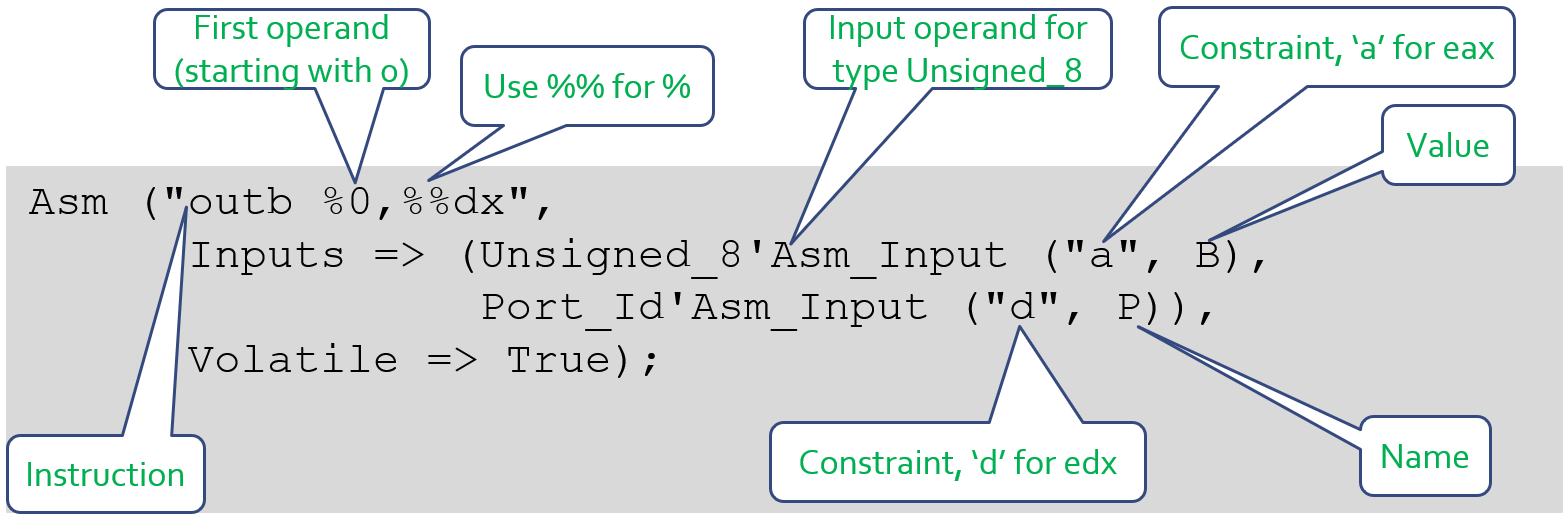 First operand
(starting with o)
Use %% for %
Input operand for
type Unsigned_8
Constraint, ‘a’ for eax
Value
Asm ("outb %0,%%dx",
Inputs => (Unsigned_8'Asm_Input ("a", B),
Port_Id'Asm_Input ("d", P)),
Volatile => True);
Instruction
Constraint, ‘d’ for edx
Name